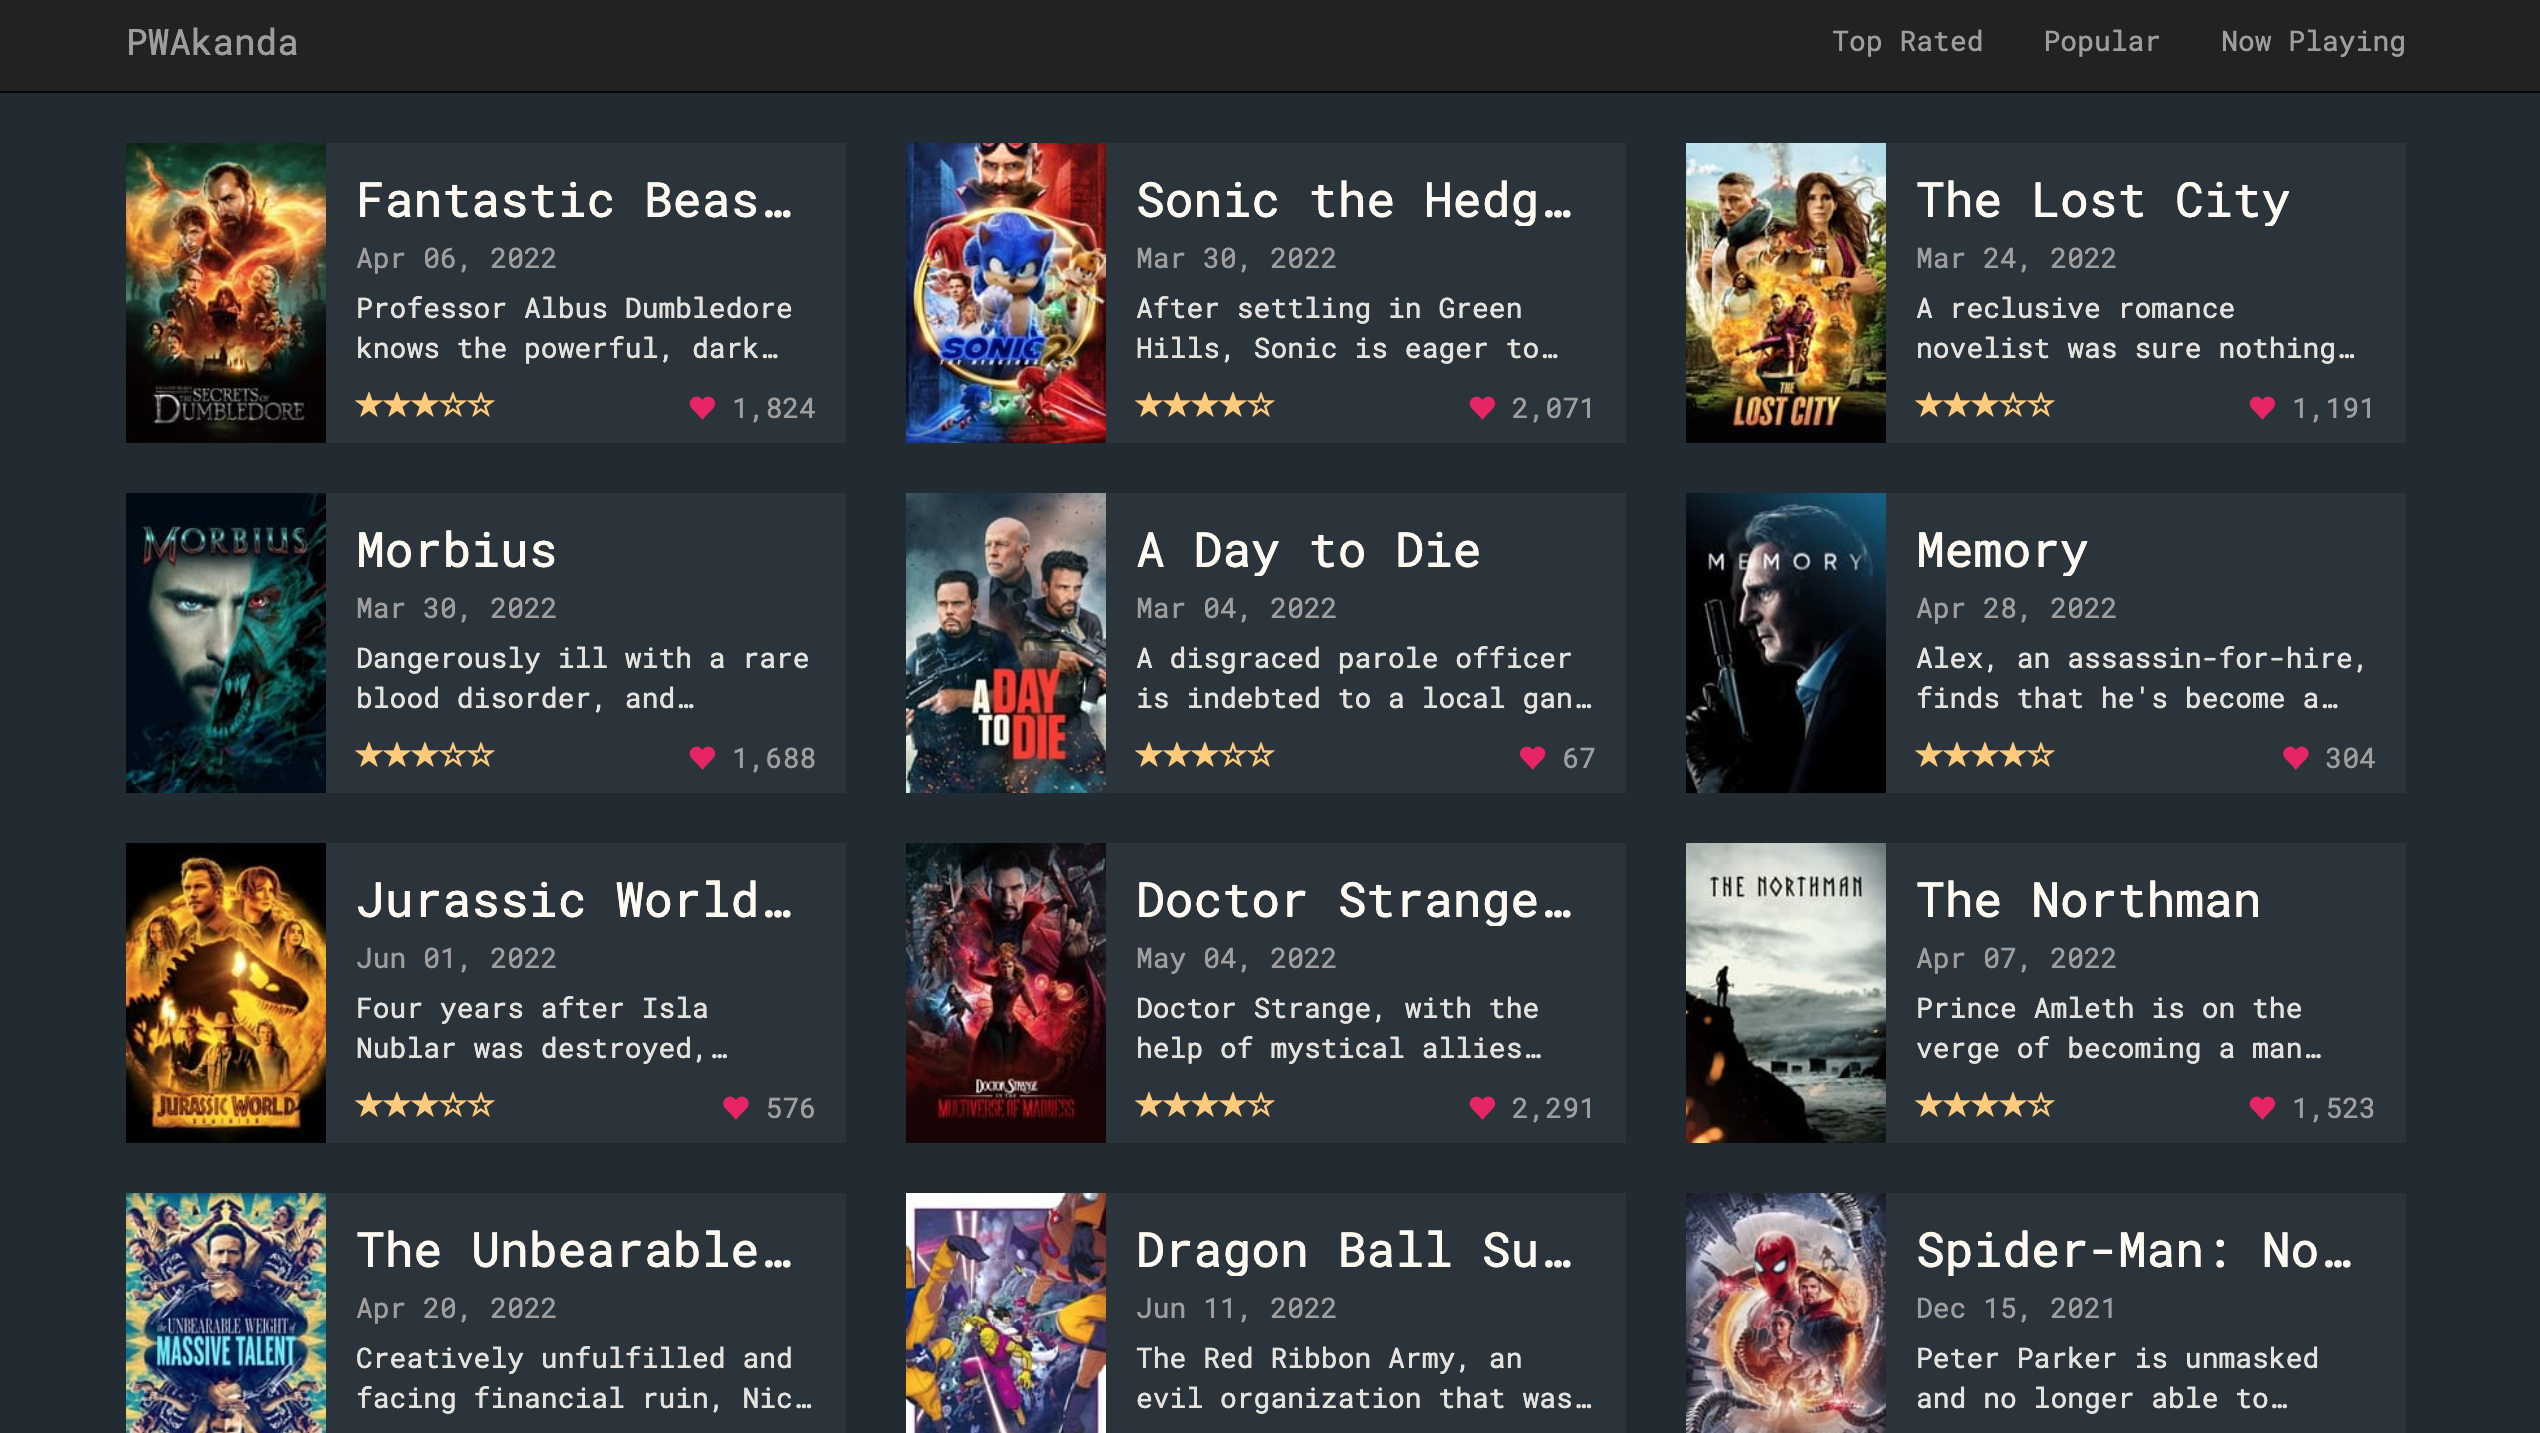 PWAkanda
Top Rated Popular Now Playing
SECRETS OF
DUMBLEDORE
Fantastic Beas…
Apr 06, 2022
Professor Albus Dumbledore
knows the powerful, dark…
★★★☆☆ ♥ 1,824
SONIC 2
Sonic the Hedg…
Mar 30, 2022
After settling in Green
Hills, Sonic is eager to…
★★★★☆ ♥ 2,071
THE
LOST CITY
The Lost City
Mar 24, 2022
A reclusive romance
novelist was sure nothing…
★★★☆☆ ♥ 1,191
MORBIUS
Morbius
Mar 30, 2022
Dangerously ill with a rare
blood disorder, and…
★★★☆☆ ♥ 1,688
A DAY
TO DIE
A Day to Die
Mar 04, 2022
A disgraced parole officer
is indebted to a local gan…
★★★☆☆ ♥ 67
MEMORY
Memory
Apr 28, 2022
Alex, an assassin-for-hire,
finds that he's become a…
★★★★☆ ♥ 304
JURASSIC WORLD
DOMINION
Jurassic World…
Jun 01, 2022
Four years after Isla
Nublar was destroyed,…
★★★☆☆ ♥ 576
DOCTOR STRANGE
IN THE
MULTIVERSE OF MADNESS
Doctor Strange…
May 04, 2022
Doctor Strange, with the
help of mystical allies…
★★★★☆ ♥ 2,291
THE NORTHMAN
The Northman
Apr 07, 2022
Prince Amleth is on the
verge of becoming a man…
★★★★☆ ♥ 1,523
the UNBEARABLE WEIGHT of
MASSIVE TALENT
The Unbearable…
Apr 20, 2022
Creatively unfulfilled and
facing financial ruin, Nic…
Dragon Ball Su…
Jun 11, 2022
The Red Ribbon Army, an
evil organization that was…
Spider-Man: No…
Dec 15, 2021
Peter Parker is unmasked
and no longer able to…